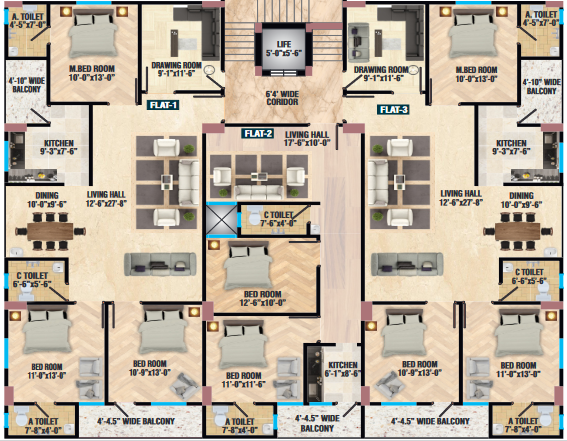 A. TOILET
4'-5"x7'-0"
M.BED ROOM
10'-0"x13'-0"
DRAWING ROOM
9'-1"x11'-6"
LIFE
5'-0"x5'-6"
DRAWING ROOM
9'-1"x11'-6"
M.BED ROOM
10'-0"x13'-0"
A. TOILET
4'-5"x7'-0"
4'-10" WIDE
BALCONY
FLAT-1
6'4" WIDE
CORIDOR
FLAT-3
4'-10" WIDE
BALCONY
KITCHEN
9'-3"x7'-6"
FLAT-2
LIVING HALL
17'-6"x10'-0"
KITCHEN
9'-3"x7'-6"
DINING
10'-0"x9'-6"
LIVING HALL
12'-6"x27'-8"
C TOILET
7'-6"x4'-0"
LIVING HALL
12'-6"x27'-8"
DINING
10'-0"x9'-6"
C TOILET
6'-6"x5'-6"
BED ROOM
12'-6"x10'-0"
C TOILET
6'-6"x5'-6"
BED ROOM
11'-0"x13'-0"
BED ROOM
10'-9"x13'-0"
BED ROOM
11'-0"x11'-6"
KITCHEN
6'-1"x8'-6"
BED ROOM
10'-9"x13'-0"
BED ROOM
11'-0"x13'-0"
A TOILET
7'-8"x4'-0"
4'-4.5" WIDE BALCONY
A TOILET
7'-8"x4'-0"
4'-4.5" WIDE
BALCONY
4'-4.5" WIDE BALCONY
A TOILET
7'-8"x4'-0"